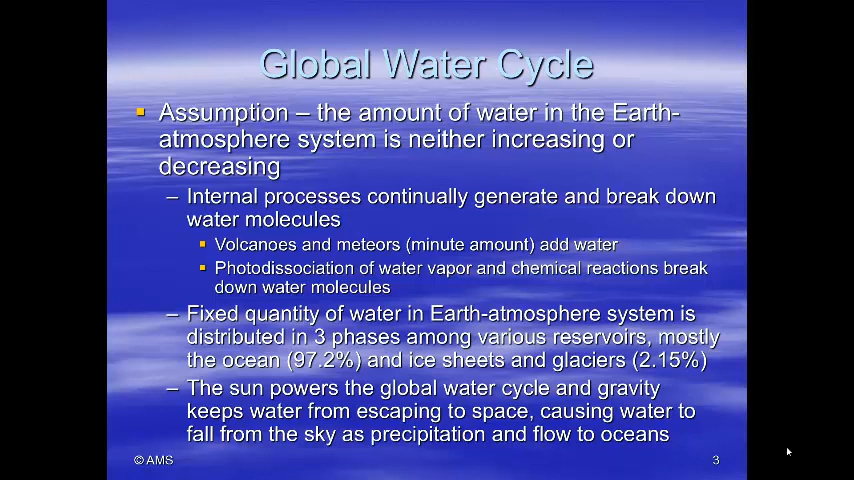 Global Water Cycle
Assumption – the amount of water in the Earth-
atmosphere system is neither increasing or
decreasing
– Internal processes continually generate and break down
water molecules
Volcanoes and meteors (minute amount) add water
Photodissociation of water vapor and chemical reactions break
down water molecules
– Fixed quantity of water in Earth-atmosphere system is
distributed in 3 phases among various reservoirs, mostly
the ocean (97.2%) and ice sheets and glaciers (2.15%)
– The sun powers the global water cycle and gravity
keeps water from escaping to space, causing water to
fall from the sky as precipitation and flow to oceans
© AMS
3